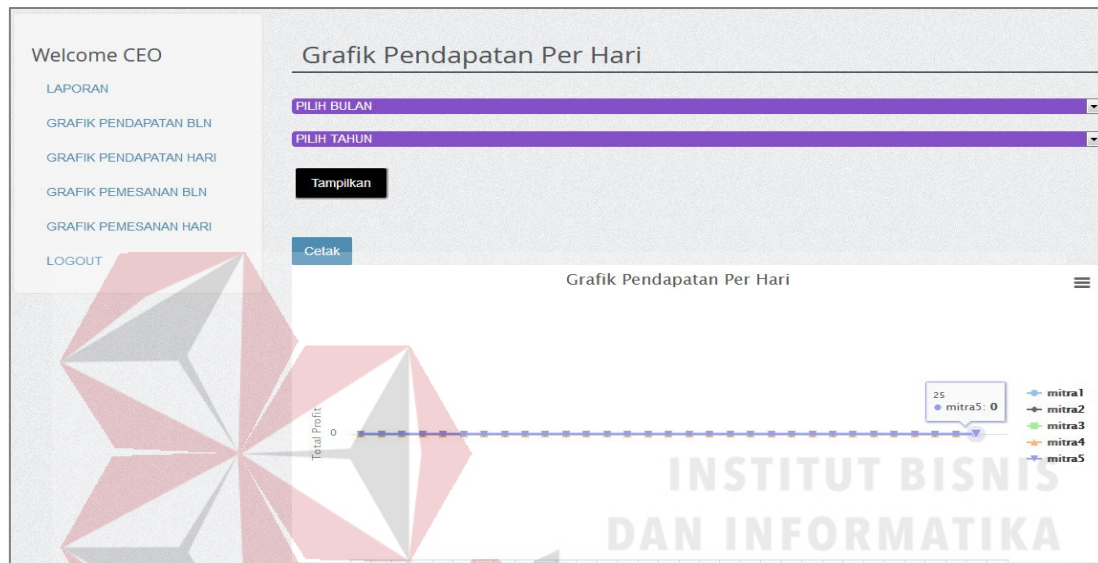 Welcome CEO
LAPORAN
GRAFIK PENDAPATAN BLN
GRAFIK PENDAPATAN HARI
GRAFIK PEMESANAN BLN
GRAFIK PEMESANAN HARI
LOGOUT
Grafik Pendapatan Per Hari
PILIH BULAN
PILIH TAHUN
Tampilkan
Cetak
Grafik Pendapatan Per Hari
Total Profit
0
25
mitra5: 0
mitra1
mitra2
mitra3
mitra4
mitra5
INSTITUT BISNIS
DAN INFORMATIKA